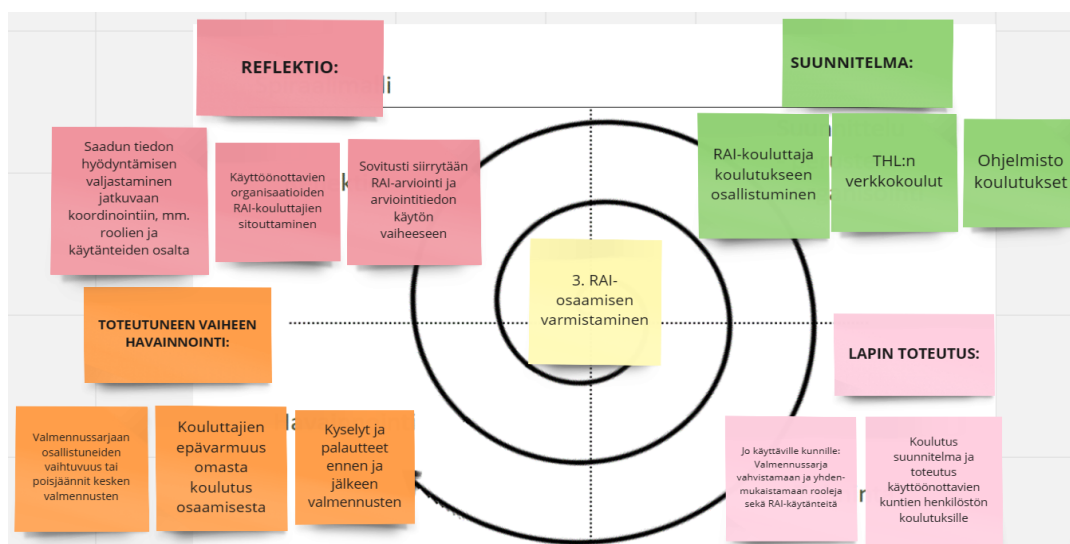 REFLEKTIO:
SUUNNITELMA:
Saadun tiedon
hyödyntämisen
valjastaminen
jatkuvaan
koordinointiin, mm.
roolien ja
käytänteiden osalta
Käyttöönottavien
organisaatioiden
RAI-kouluttajien
sitouttaminen
Sovitusti siirrytään
RAI-arviointi ja
arviointitiedon
käytön
vaiheeseen
RAI-kouluttaja
koulutukseen
osallistuminen
THL:n
verkkokoulut
Ohjelmisto
koulutukset
3. RAI-
osaamisen
varmistaminen
TOTEUTUNEEN VAIHEEN
HAVAINNOINTI:
LAPIN TOTEUTUS:
Valmennussarjaan
osallistuneiden
vaihtuvuus tai
poisjäännit kesken
valmennusten
Kouluttajien
epävarmuus
omasta
koulutus
osaamisesta
Kyselyt ja
palautteet
ennen ja
jälkeen
valmennusten
Jo käyttäville kunnille:
Valmennussarja
vahvistamaan ja yhden-
mukaistamaan rooleja
sekä RAI-käytänteitä
Koulutus
suunnitelma ja
toteutus
käyttöönottavien
kuntien henkilöstön
koulutuksille